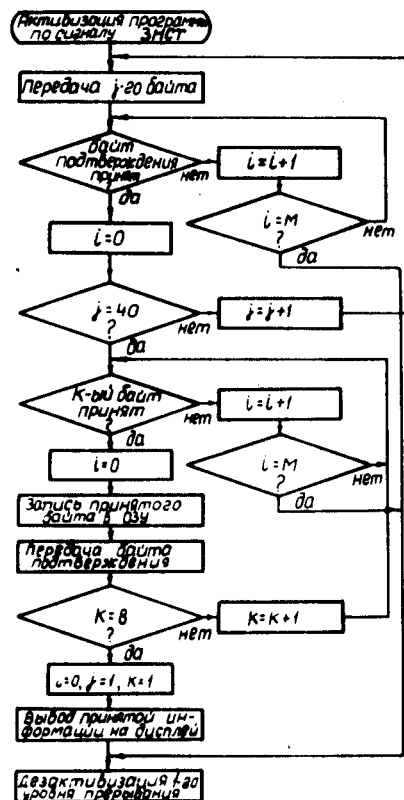 Активизация программы
по сигналу ЗНСТ
Передача j-го байта
Байт
подтверждения
принят
?
нет
да
i=i+1
i=M
?
нет
да
i=0
j=40
?
нет
да
j=j+1
К-ый байт
принят
?
нет
да
i=i+1
i=M
?
нет
да
i=0
Запись принятого
байта в ОЗУ
Передача байта
подтверждения
К=8
?
нет
да
к=к+1
i=0, j=1, к=1
Вывод принятой ин-
формации на дисплей
Дезактивизация 1-го
уровня прерывания